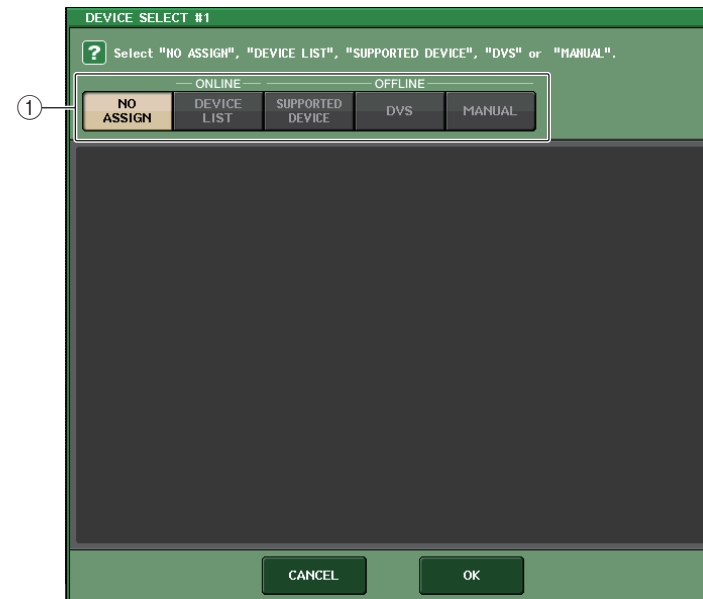 DEVICE SELECT #1
? Select "NO ASSIGN", "DEVICE LIST", "SUPPORTED DEVICE", "DVS" or "MANUAL".
ONLINE OFFLINE
①
NO ASSIGN
DEVICE LIST
SUPPORTED DEVICE
DVS
MANUAL
CANCEL OK